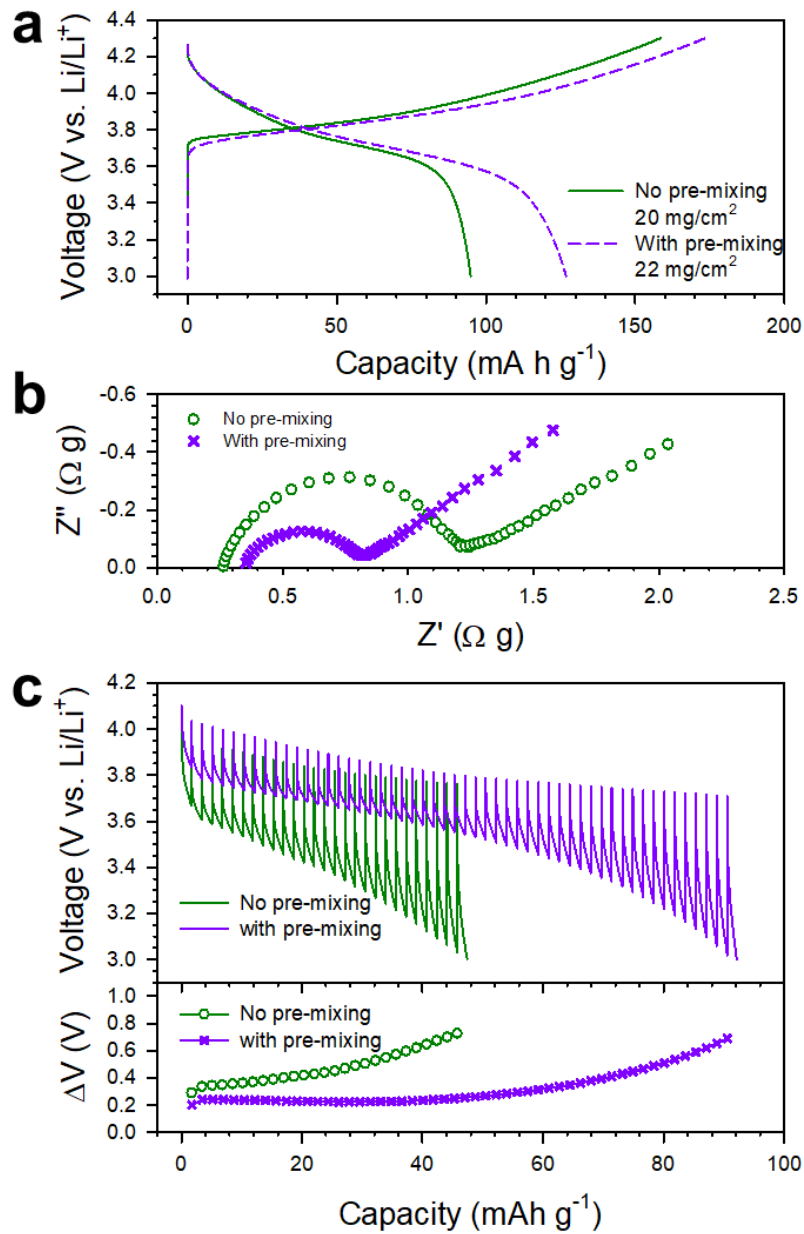 a
Voltage (V vs. Li/Li⁺)
4.4
4.2
4.0
3.8
3.6
3.4
3.2
3.0
No pre-mixing
20 mg/cm²
With pre-mixing
22 mg/cm²
0 50 100 150 200
Capacity (mA h g⁻¹)
b
Z'' (Ω g)
-0.6
-0.4
-0.2
0.0
No pre-mixing
With pre-mixing
0.0 0.5 1.0 1.5 2.0 2.5
Z' (Ω g)
c
Voltage (V vs. Li/Li⁺)
4.2
4.0
3.8
3.6
3.4
3.2
3.0
No pre-mixing
with pre-mixing
ΔV (V)
1.0
0.8
0.6
0.4
0.2
0.0
No pre-mixing
with pre-mixing
0 20 40 60 80 100
Capacity (mAh g⁻¹)